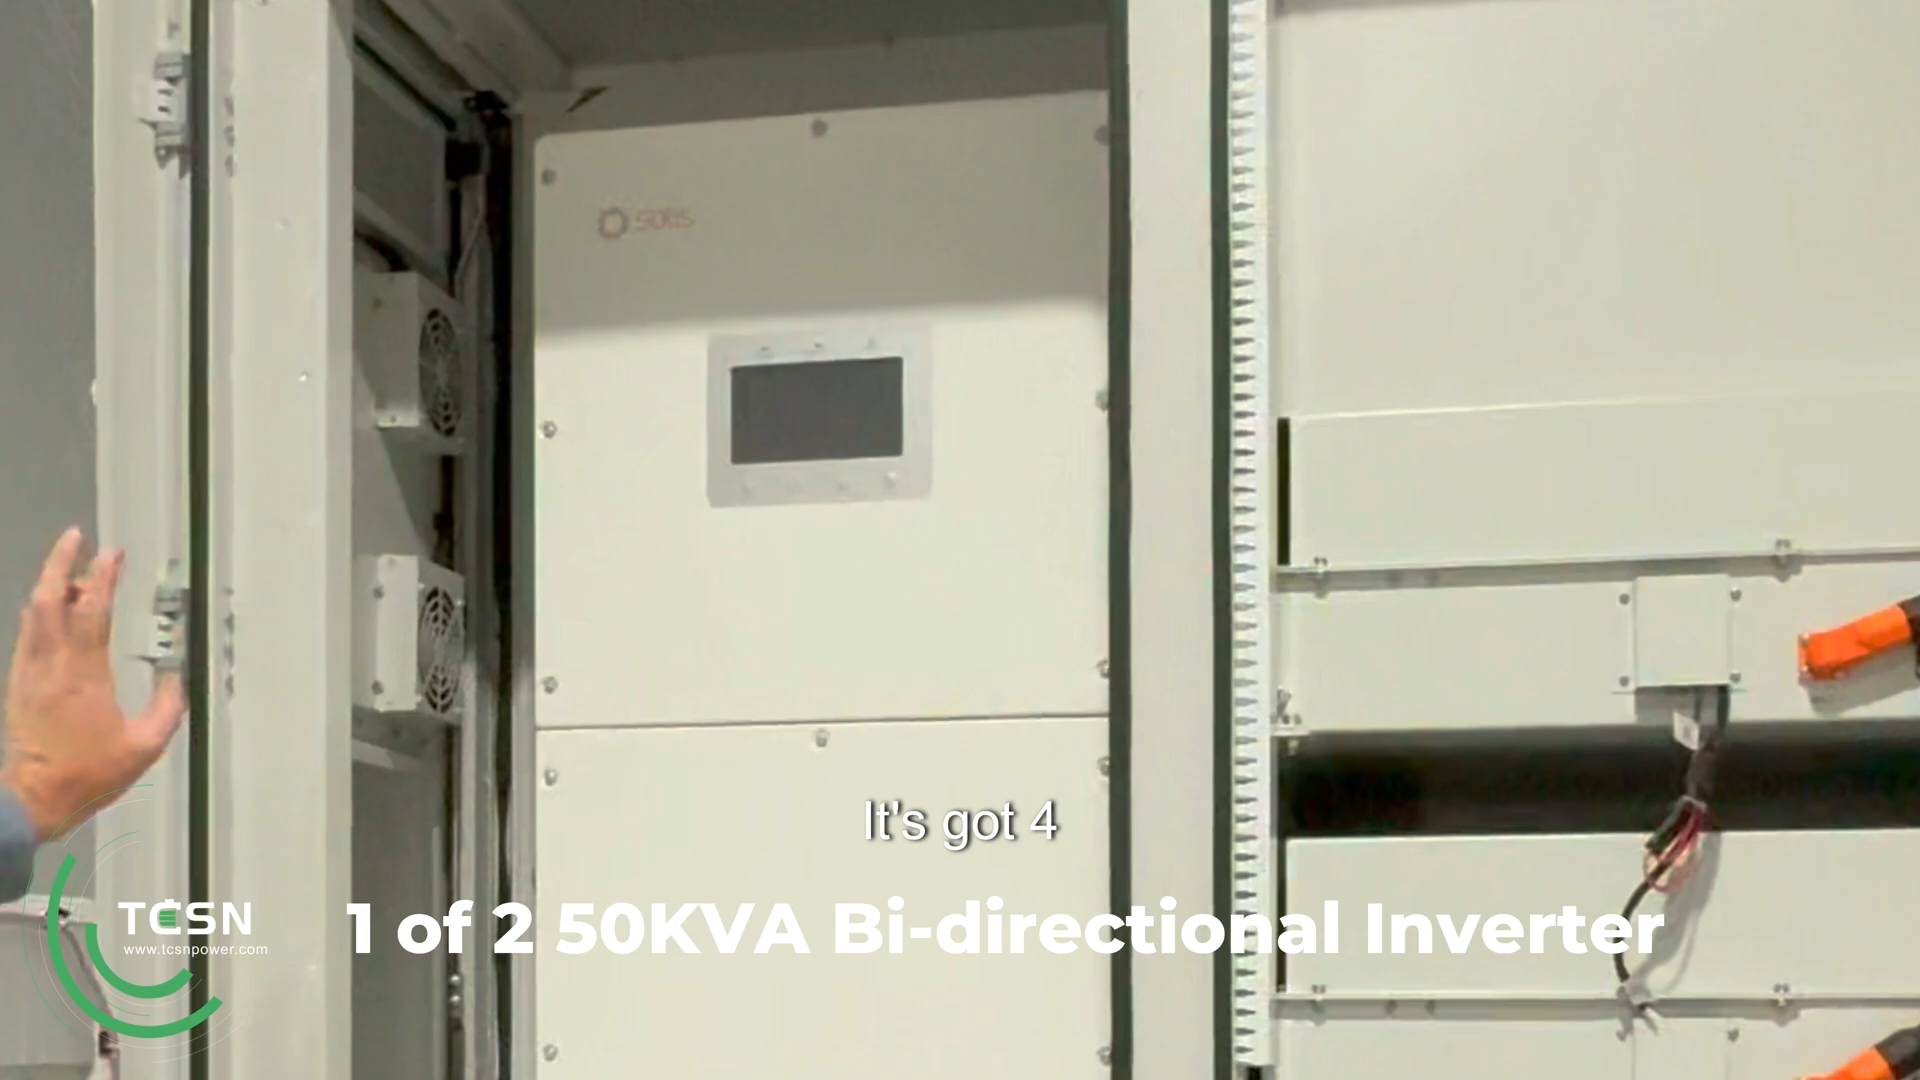 solis
It's got 4
TCSN
www.tcsnpower.com
1 of 2 50KVA Bi-directional Inverter